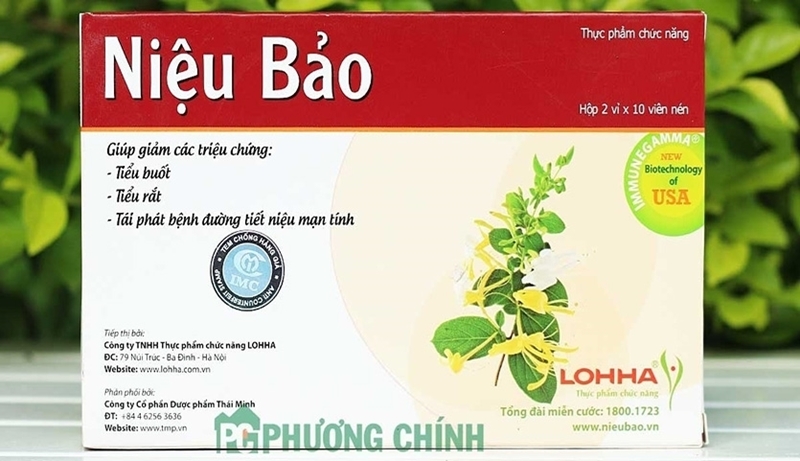 Niệu Bảo
Thực phẩm chức năng
Hộp 2 vỉ x 10 viên nén
Giúp giảm các triệu chứng:
- Tiểu buốt
- Tiểu rắt
- Tái phát bệnh đường tiết niệu mạn tính
IMMUNEGAMMA®
NEW
Biotechnology
of
USA
TEM CHỐNG HÀNG GIẢ
IMC
ANTI COUNTERFEIT STAMP
Tiếp thị bởi:
Công ty TNHH Thực phẩm chức năng LOHHA
ĐC: 79 Núi Trúc - Ba Đình - Hà Nội
Website: www.lohha.com.vn
Phân phối bởi:
Công ty Cổ phần Dược phẩm Thái Minh
ĐT: +84 4 6256 3636
Website: www.tmp.vn
LOHHA®
Thực phẩm chức năng
Tổng đài miễn cước: 1800.1723
www.nieubao.vn
PC PHƯƠNG CHÍNH